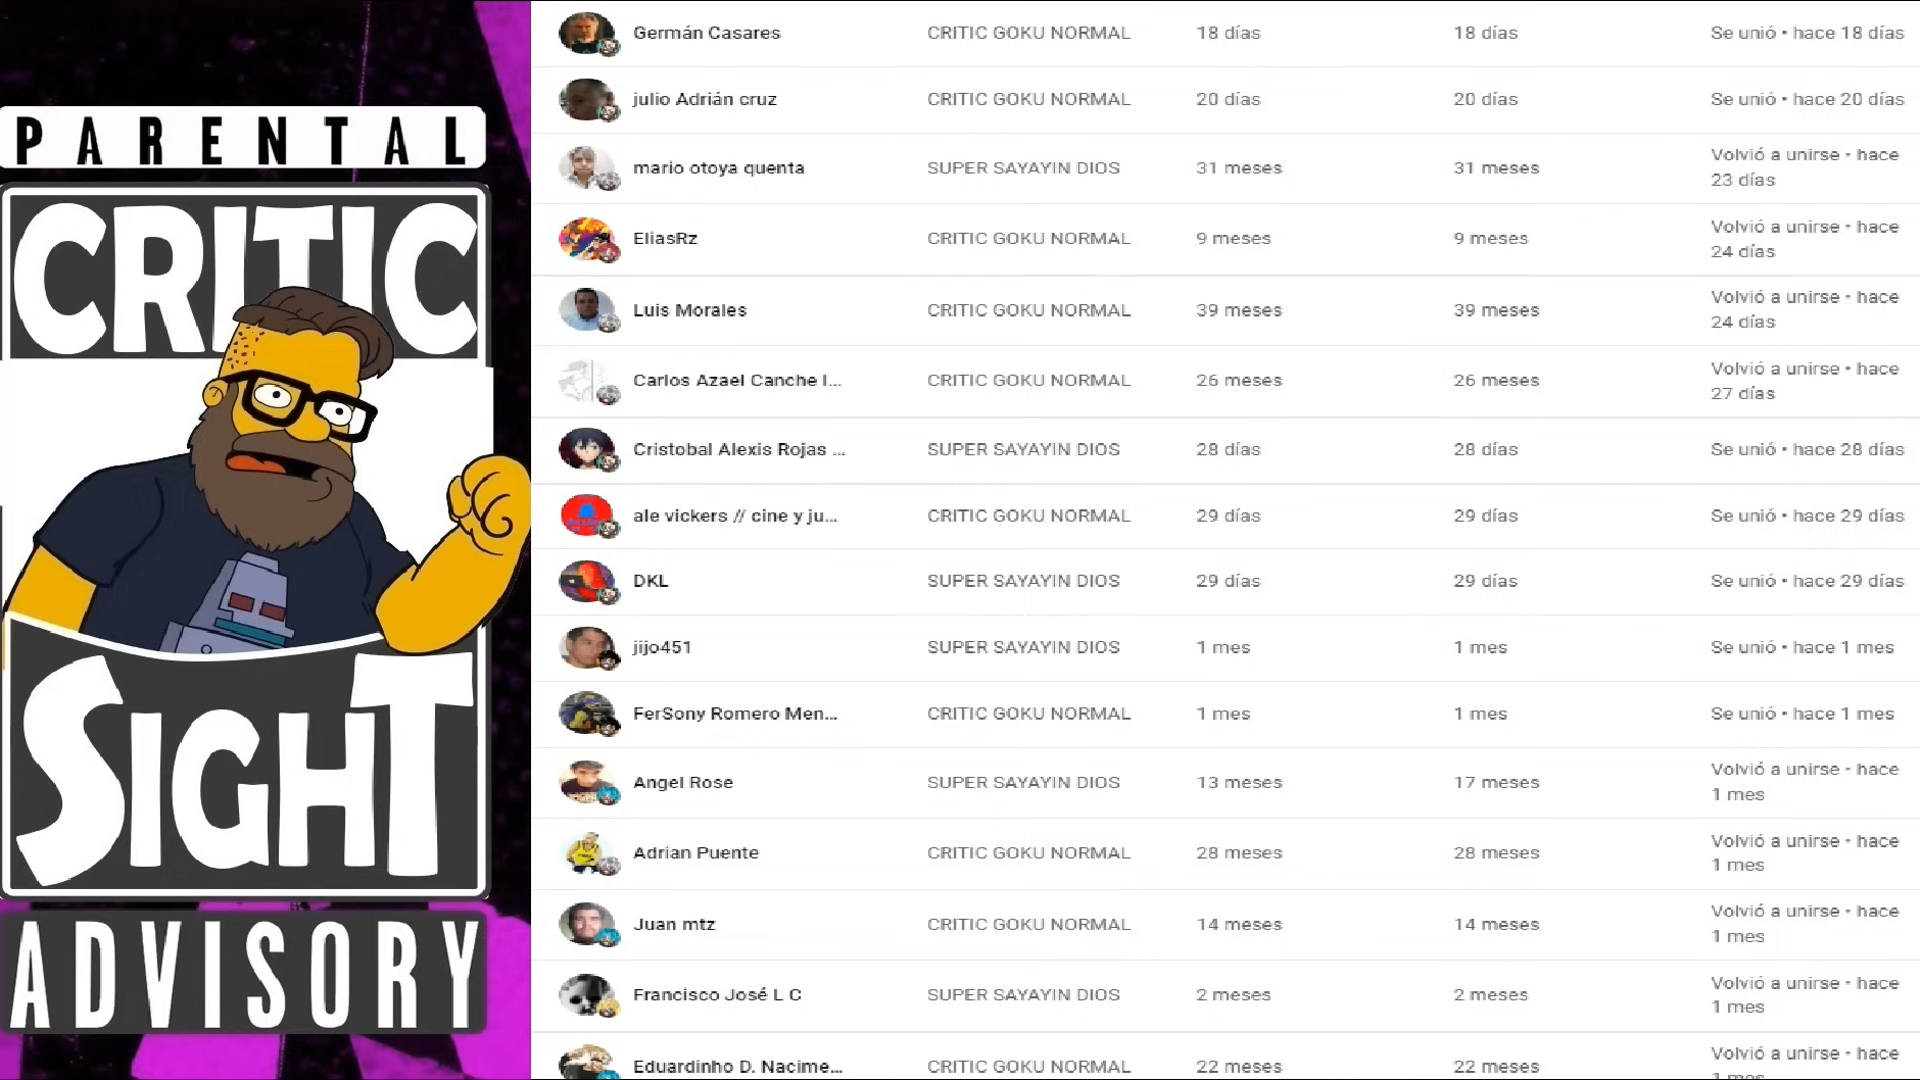 PARENTAL
CRITIC
SIGHT
ADVISORY
Germán Casares CRITIC GOKU NORMAL 18 días 18 días Se unió • hace 18 días
julio Adrián cruz CRITIC GOKU NORMAL 20 días 20 días Se unió • hace 20 días
mario otoya quenta SUPER SAYAYIN DIOS 31 meses 31 meses Volvió a unirse • hace
23 días
EliasRz CRITIC GOKU NORMAL 9 meses 9 meses Volvió a unirse • hace
24 días
Luis Morales CRITIC GOKU NORMAL 39 meses 39 meses Volvió a unirse • hace
24 días
Carlos Azael Canche I... CRITIC GOKU NORMAL 26 meses 26 meses Volvió a unirse • hace
27 días
Cristobal Alexis Rojas ... SUPER SAYAYIN DIOS 28 días 28 días Se unió • hace 28 días
ale vickers // cine y ju... CRITIC GOKU NORMAL 29 días 29 días Se unió • hace 29 días
DKL SUPER SAYAYIN DIOS 29 días 29 días Se unió • hace 29 días
jijo451 SUPER SAYAYIN DIOS 1 mes 1 mes Se unió • hace 1 mes
FerSony Romero Men... CRITIC GOKU NORMAL 1 mes 1 mes Se unió • hace 1 mes
Angel Rose SUPER SAYAYIN DIOS 13 meses 17 meses Volvió a unirse • hace
1 mes
Adrian Puente CRITIC GOKU NORMAL 28 meses 28 meses Volvió a unirse • hace
1 mes
Juan mtz CRITIC GOKU NORMAL 14 meses 14 meses Volvió a unirse • hace
1 mes
Francisco José L C SUPER SAYAYIN DIOS 2 meses 2 meses Volvió a unirse • hace
1 mes
Eduardinho D. Nacime... CRITIC GOKU NORMAL 22 meses 22 meses Volvió a unirse • hace
1 mes